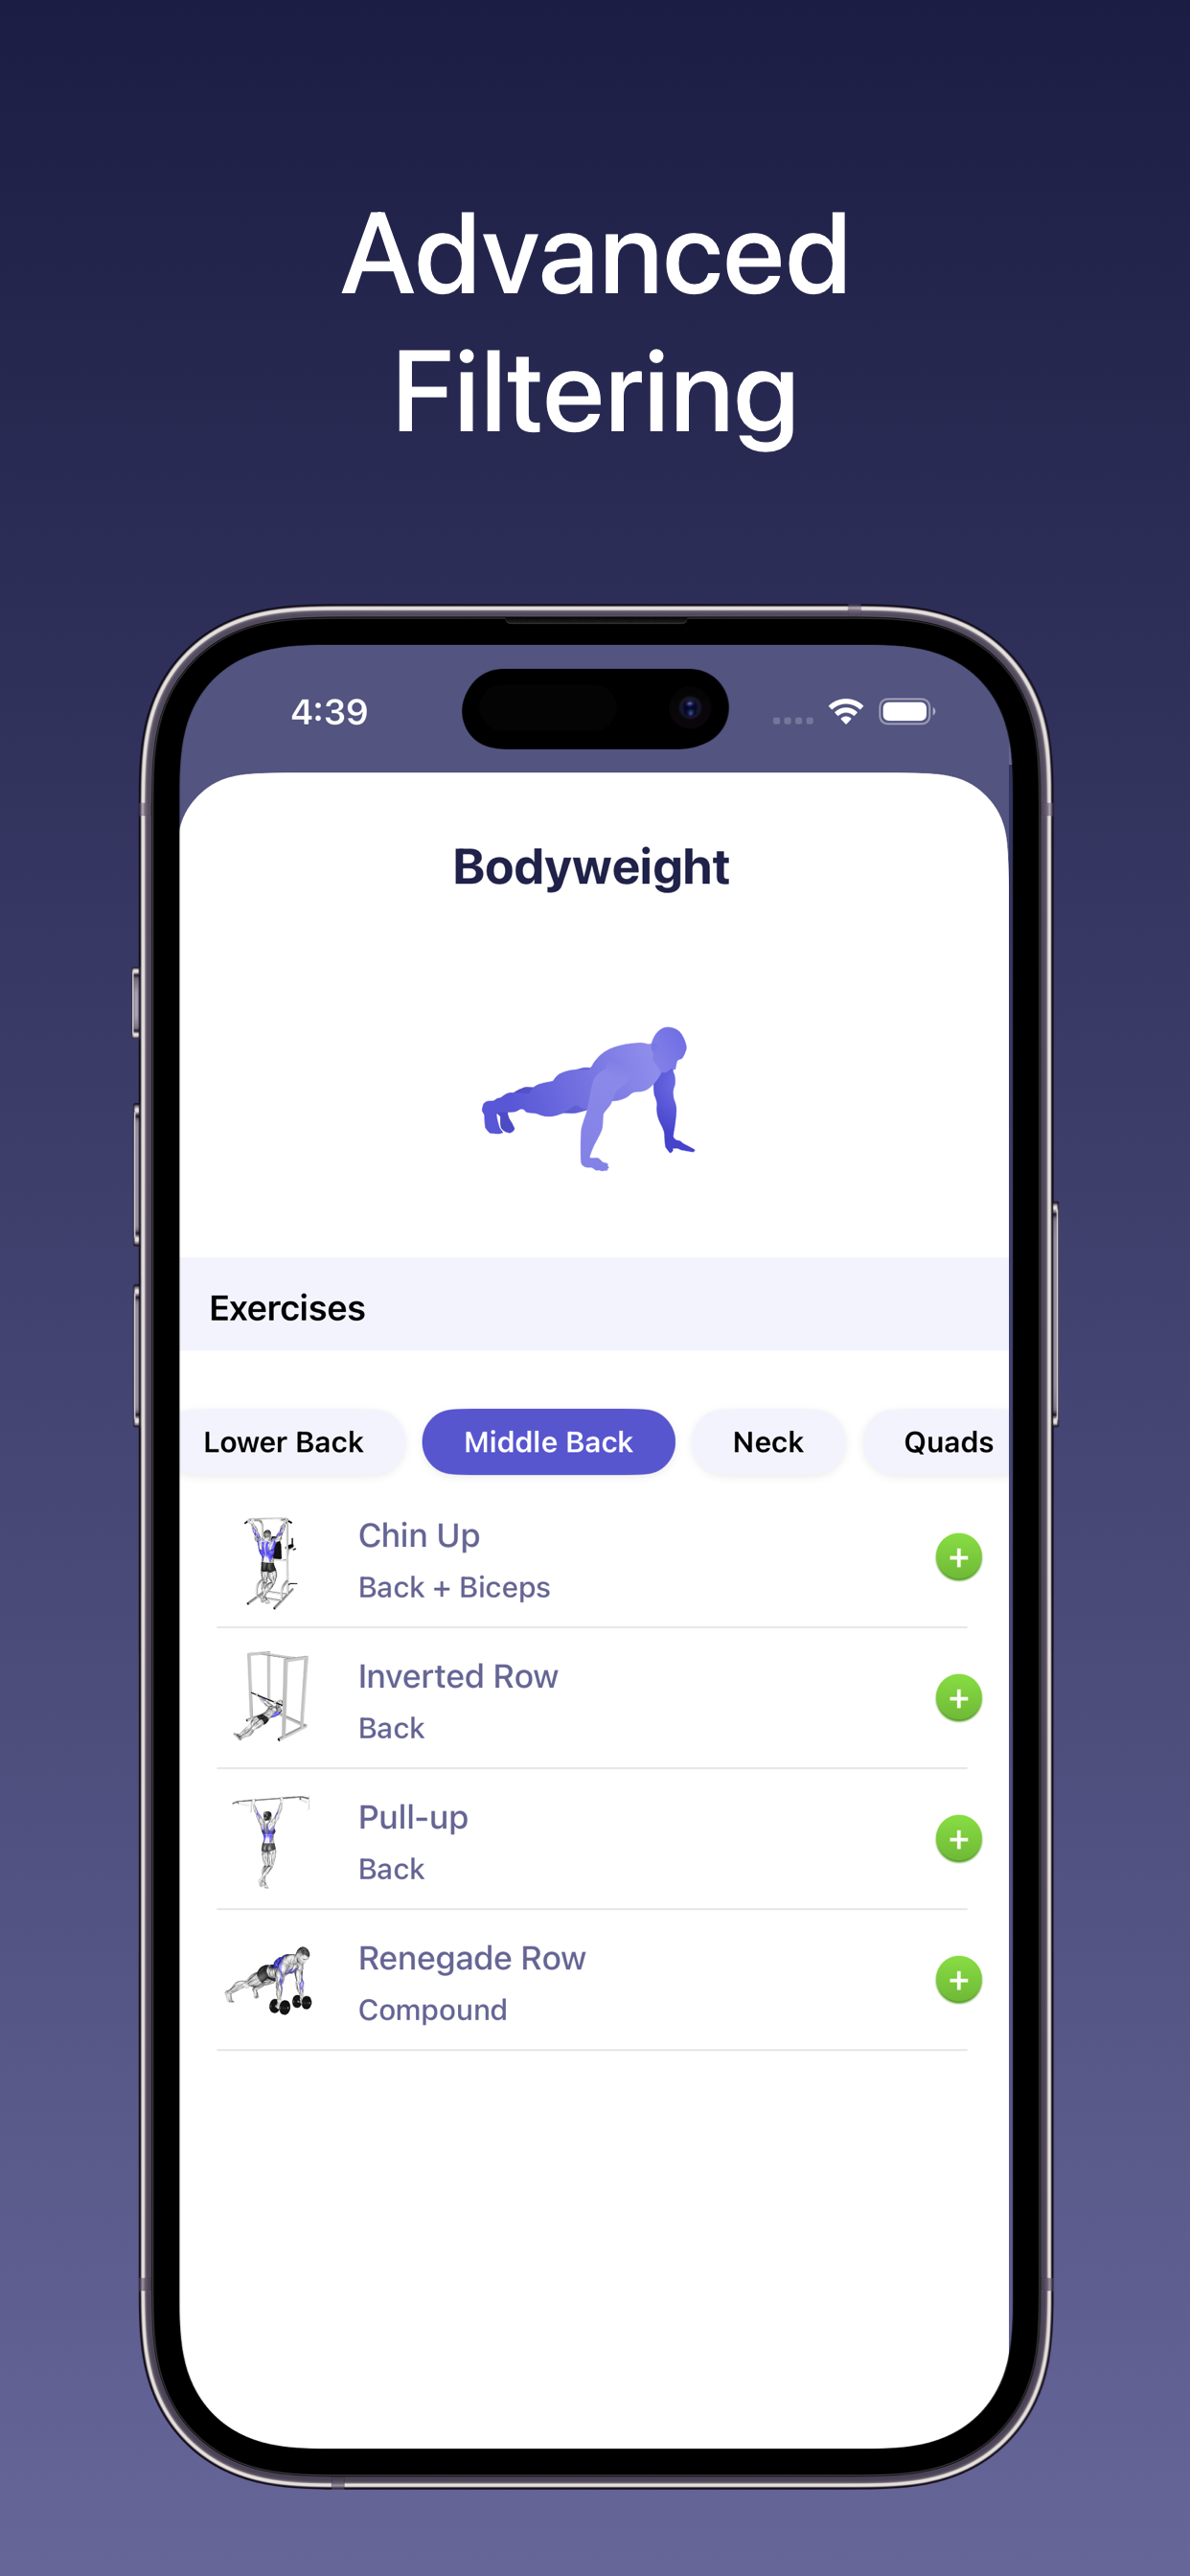 Advanced
Filtering
4:39
Bodyweight
Exercises
Lower Back Middle Back Neck Quads
Chin Up
Back + Biceps
Inverted Row
Back
Pull-up
Back
Renegade Row
Compound